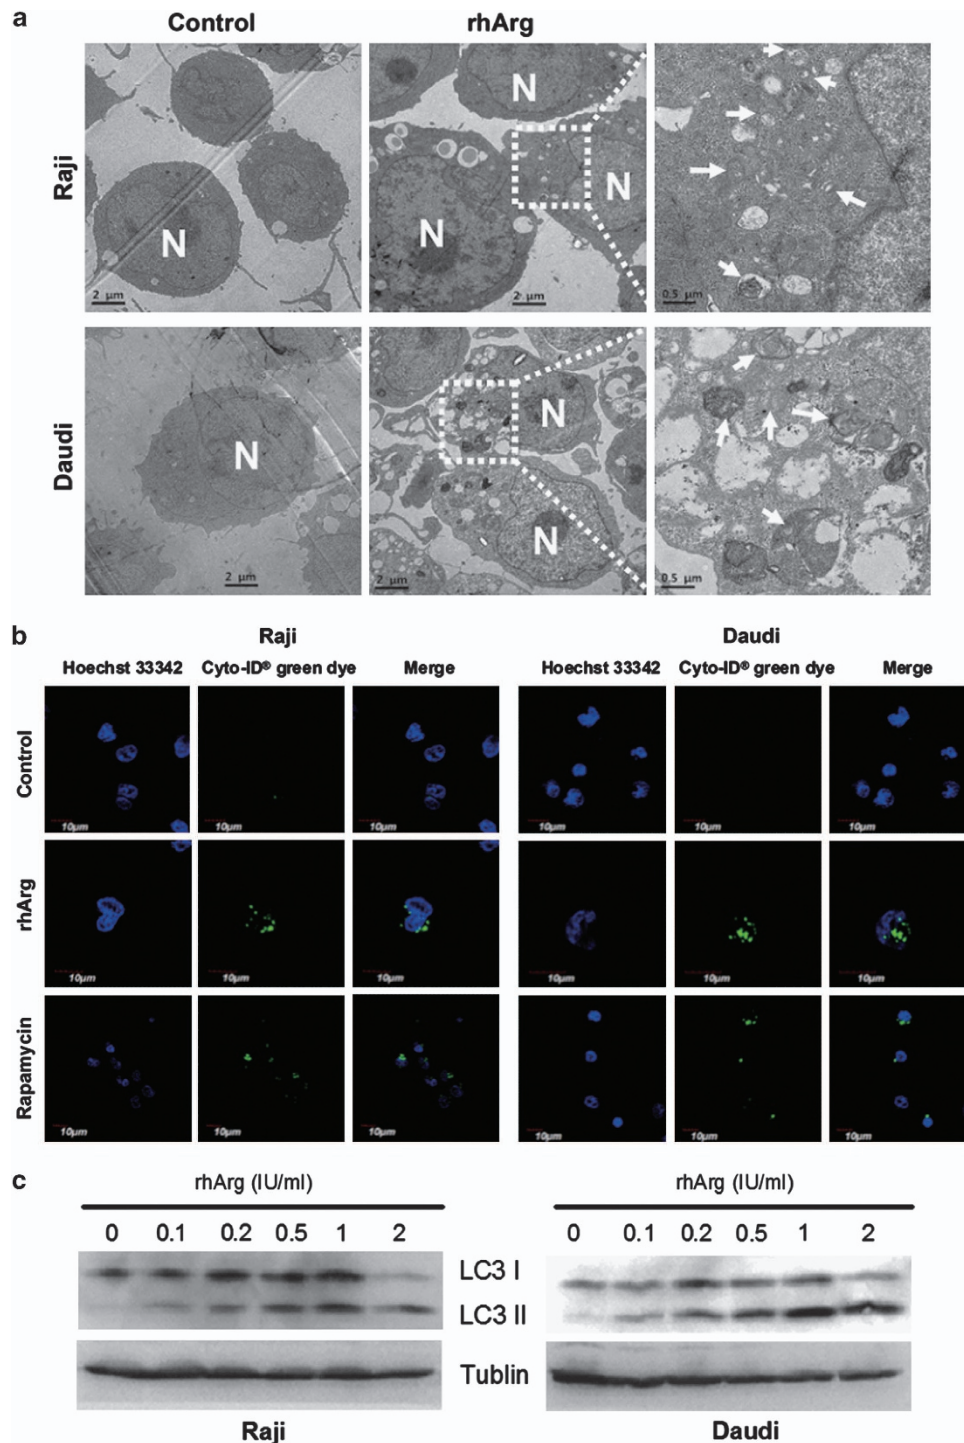 a
Control rhArg
Raji
N
2 μm
N
N
N
2 μm
0.5 μm
Daudi
N
2 μm
N
N
2 μm
0.5 μm
b
Raji Daudi
Hoechst 33342 Cyto-ID® green dye Merge Hoechst 33342 Cyto-ID® green dye Merge
Control
10μm 10μm 10μm 10μm 10μm 10μm
rhArg
10μm 10μm 10μm 10μm 10μm 10μm
Rapamycin
10μm 10μm 10μm 10μm 10μm 10μm
c
rhArg (IU/ml) rhArg (IU/ml)
0 0.1 0.2 0.5 1 2 0 0.1 0.2 0.5 1 2
LC3 I
LC3 II
Tublin
Raji Daudi